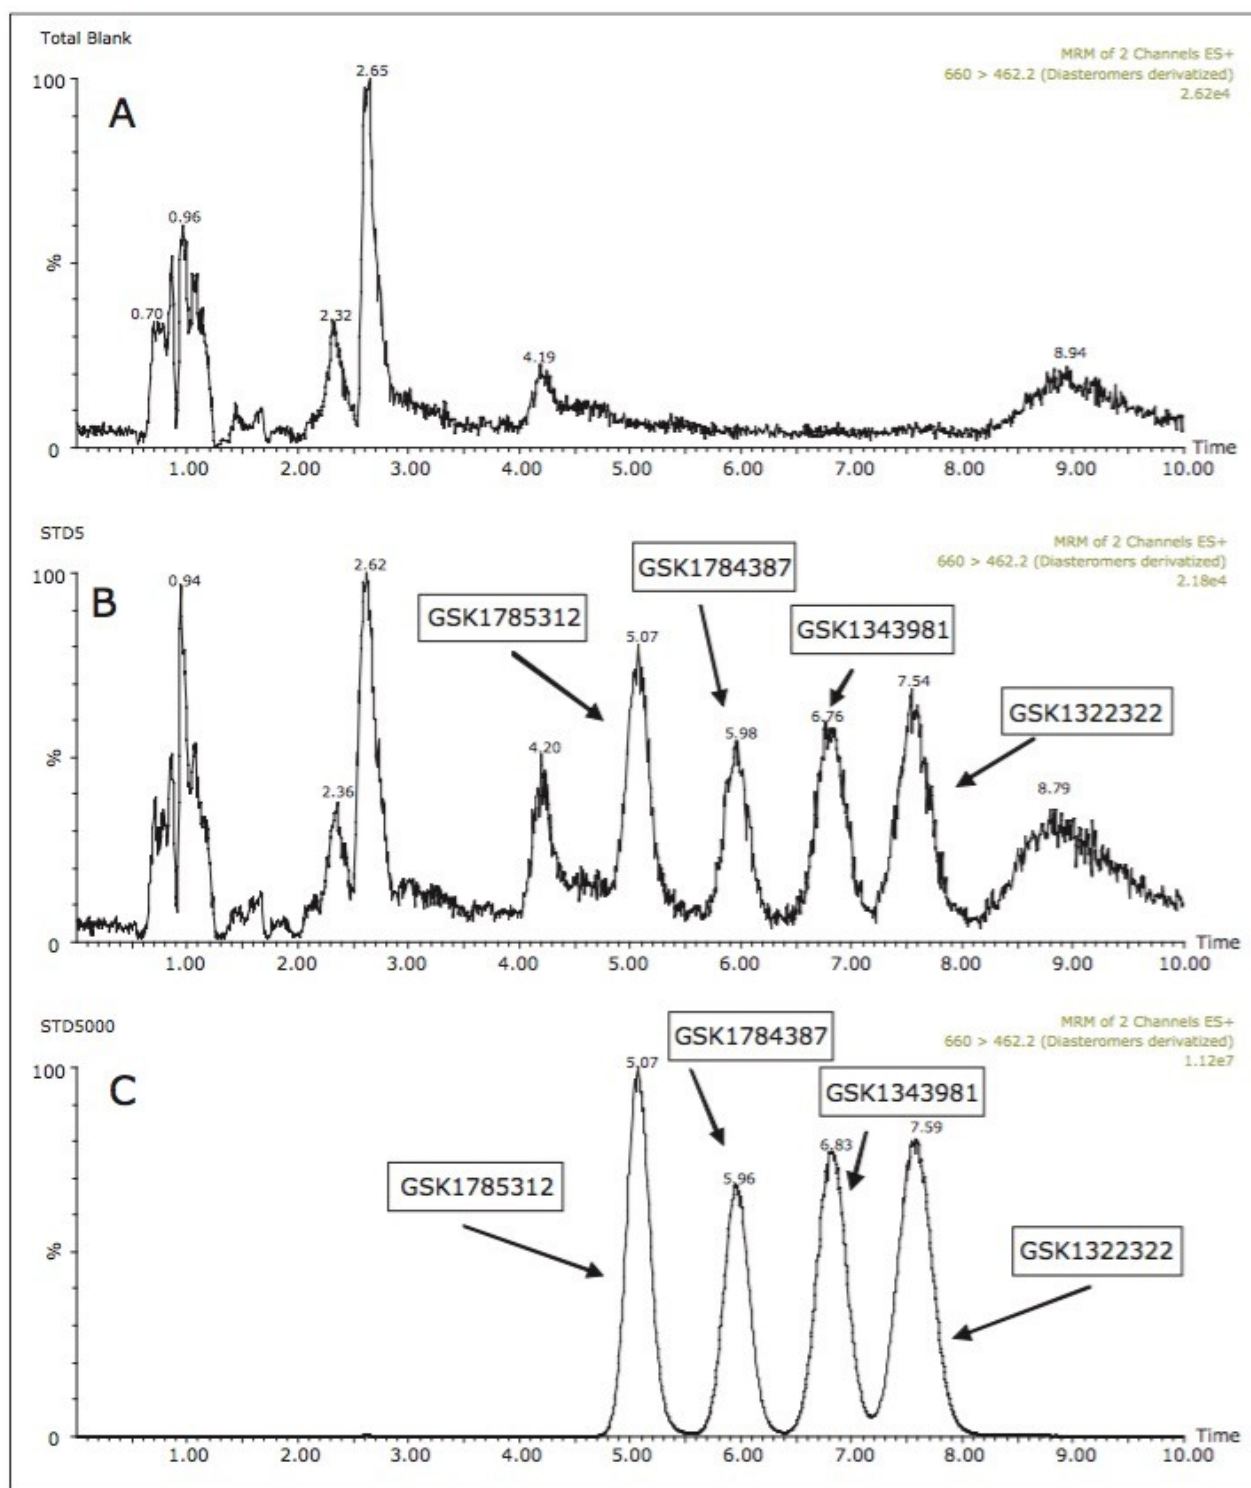 Total Blank
MRM of 2 Channels ES+
660 > 462.2 (Diasteromers derivatized)
2.62e4
A
100
%
0
0.70
0.96
2.32
2.65
4.19
8.94
1.00 2.00 3.00 4.00 5.00 6.00 7.00 8.00 9.00 10.00
Time
STD5
MRM of 2 Channels ES+
660 > 462.2 (Diasteromers derivatized)
2.18e4
B
100
%
0
GSK1785312
GSK1784387
GSK1343981
GSK1322322
0.94
2.36
2.62
4.20
5.07
5.98
6.76
7.54
8.79
1.00 2.00 3.00 4.00 5.00 6.00 7.00 8.00 9.00 10.00
Time
STD5000
MRM of 2 Channels ES+
660 > 462.2 (Diasteromers derivatized)
1.12e7
C
100
%
0
GSK1785312
GSK1784387
GSK1343981
GSK1322322
5.07
5.96
6.83
7.59
1.00 2.00 3.00 4.00 5.00 6.00 7.00 8.00 9.00 10.00
Time